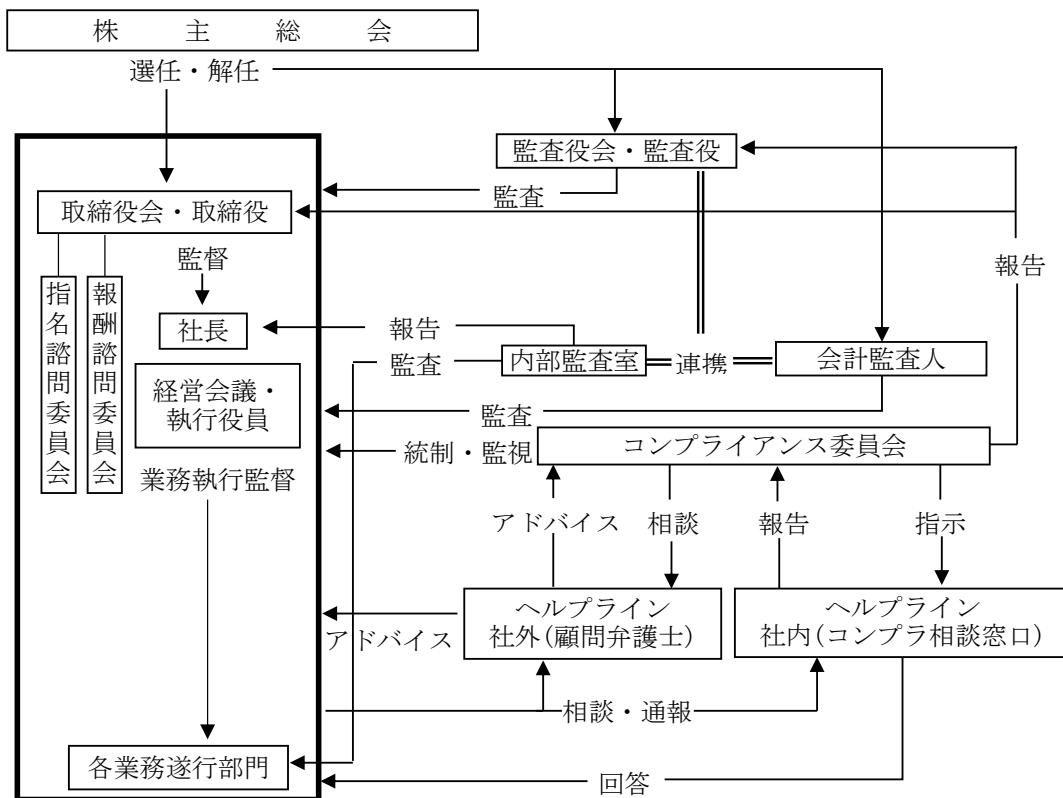 株主総会
選任・解任
監査役会・監査役
監査
取締役会・取締役
監督
報告
指名諮問委員会
報酬諮問委員会
社長
報告
監査
内部監査室
連携
会計監査人
経営会議・
執行役員
監査
統制・監視
コンプライアンス委員会
業務執行監督
アドバイス
相談
報告
指示
ヘルプライン
社外(顧問弁護士)
ヘルプライン
社内(コンプラ相談窓口)
アドバイス
相談・通報
各業務遂行部門
回答